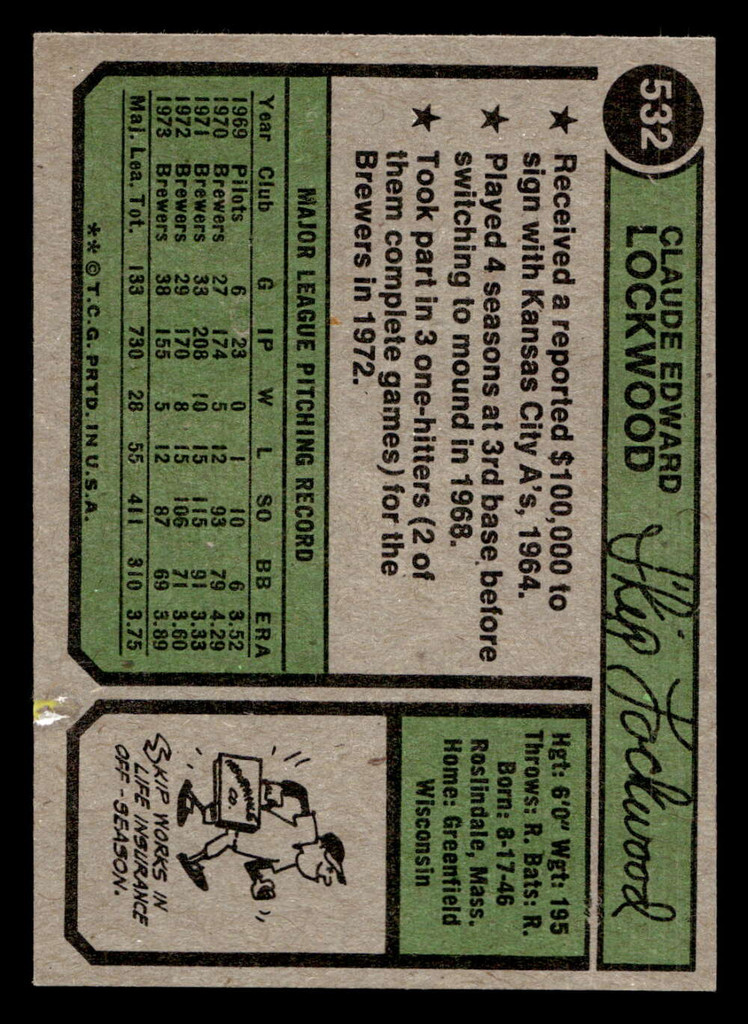 532
CLAUDE EDWARD
LOCKWOOD
"Skip" Lockwood
★ Received a reported $100,000 to
sign with Kansas City A's, 1964.
★ Played 4 seasons at 3rd base before
switching to mound in 1968.
★ Took part in 3 one-hitters (2 of
them complete games) for the
Brewers in 1972.
MAJOR LEAGUE PITCHING RECORD
Year Club G IP W L SO BB ERA
1969 Pilots 6 23 0 1 10 6 3.52
1970 Brewers 27 174 5 12 93 79 4.29
1971 Brewers 33 208 10 15 115 91 3.33
1972 Brewers 29 170 8 15 106 71 3.60
1973 Brewers 38 155 5 12 87 69 3.89
Maj. Lea. Tot. 133 730 28 55 411 310 3.75
**© T.C.G. PRTD. IN U.S.A.
Hgt: 6'0" Wgt: 195
Throws: R. Bats: R.
Born: 8-17-46
Roslindale, Mass.
Home: Greenfield
Wisconsin
INSURANCE
CO.
SKIP WORKS IN
LIFE INSURANCE
OFF-SEASON.